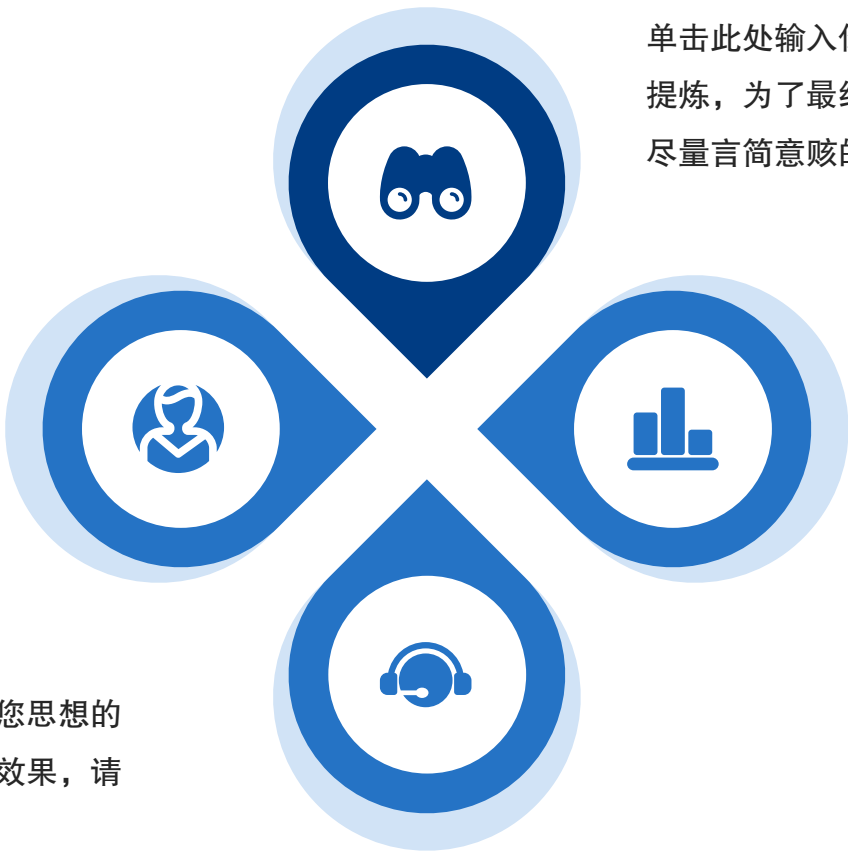 单击此处输入
提炼，为了最
尽量言简意赅
您思想的
效果，请